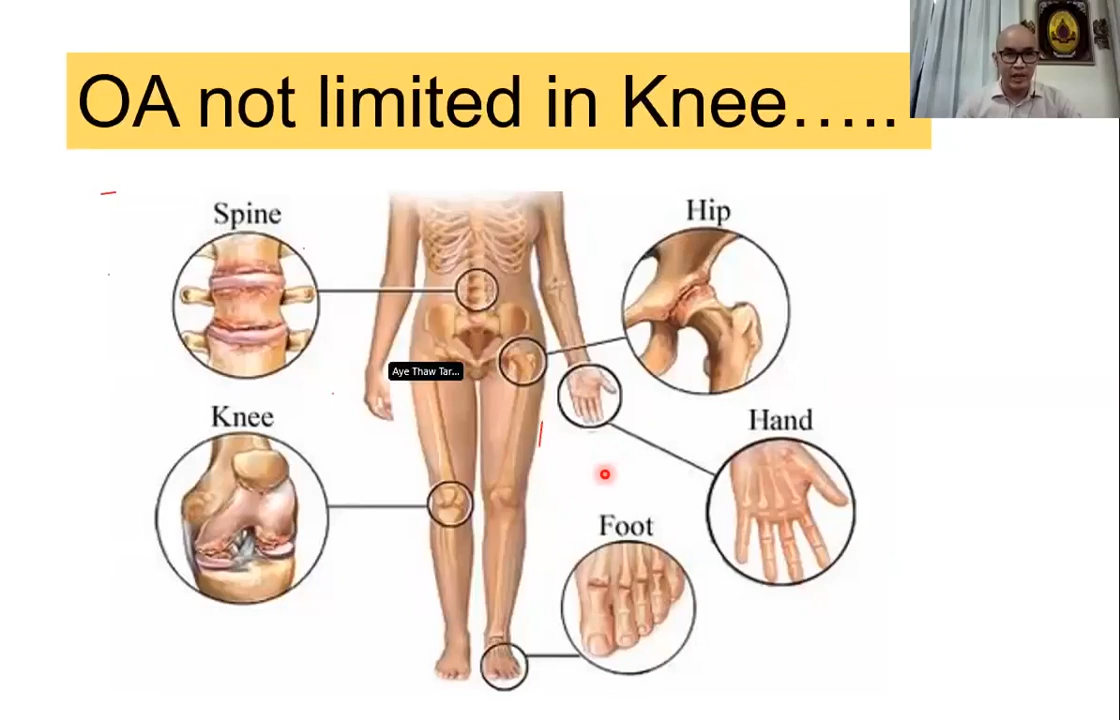 OA not limited in Knee…..
Spine
Hip
Aye Thaw Tar...
Knee
Hand
Foot